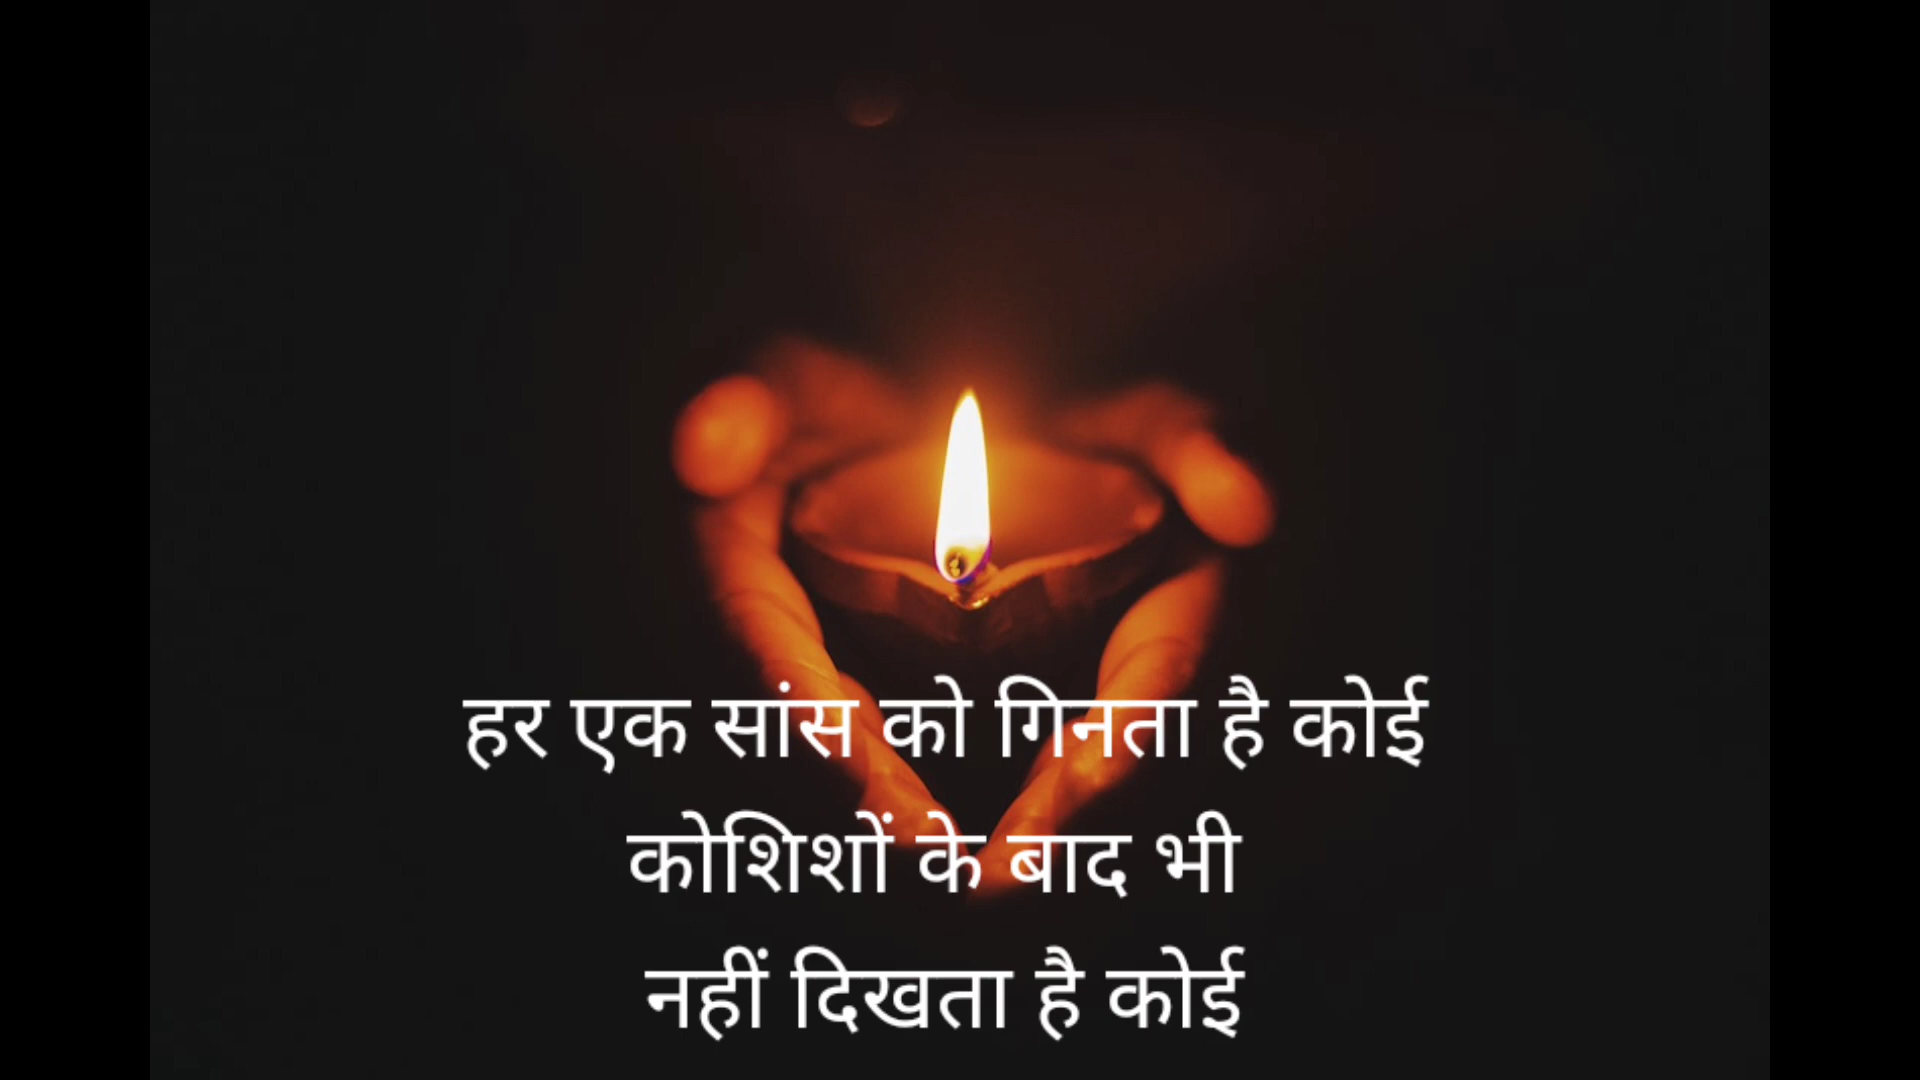 हर एक सांस को गिनता है कोई
कोशिशों के बाद भी
नहीं दिखता है कोई